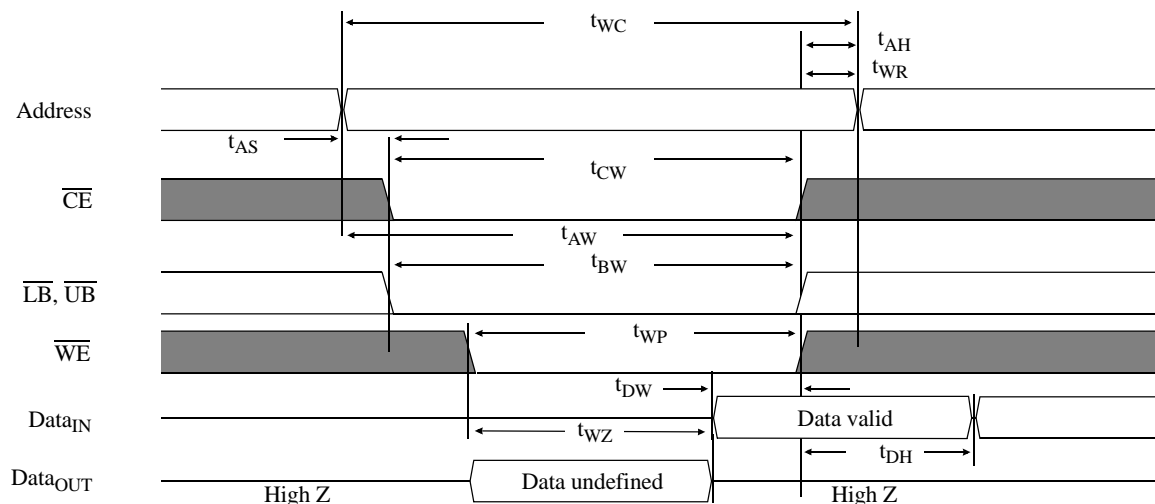 tWC
tAH
tWR
Address
tAS
tCW
CE
tAW
tBW
LB, UB
tWP
WE
tDW
DataIN
Data valid
tWZ
tDH
DataOUT
Data undefined
High Z
High Z